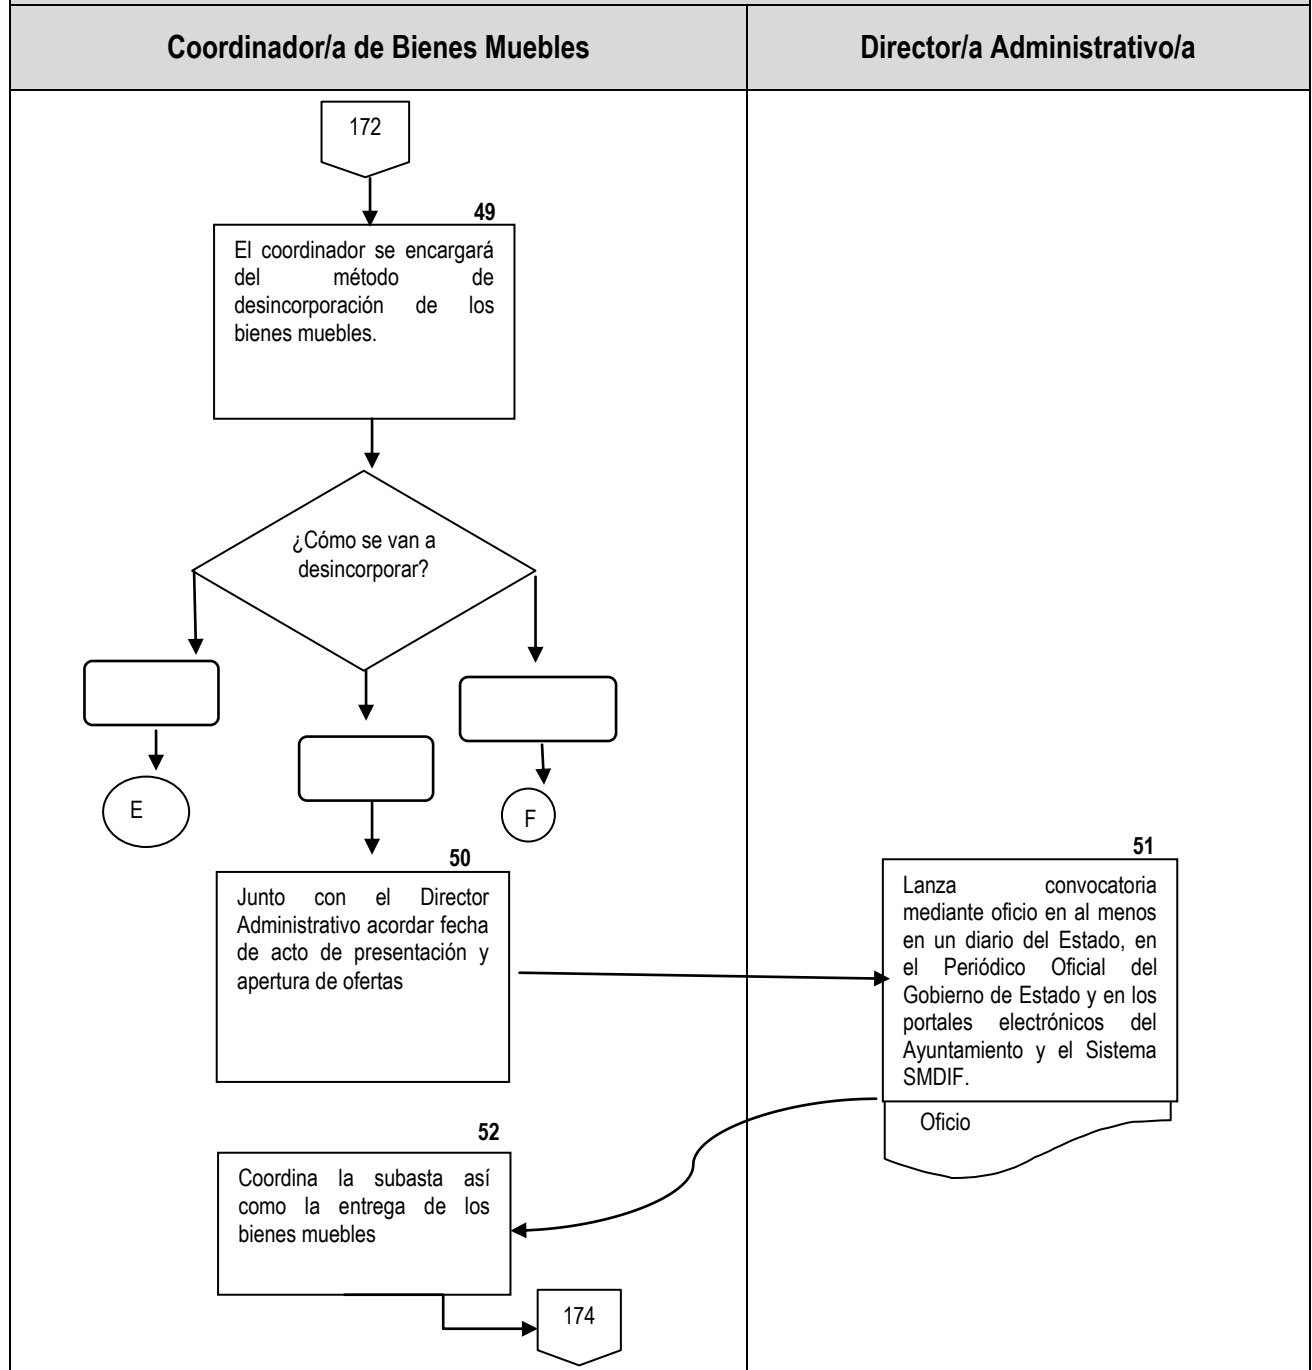 Coordinador/a de Bienes Muebles
Director/a Administrativo/a
172
49
El coordinador se encargará
del método de
desincorporación de los
bienes muebles.
¿Cómo se van a
desincorporar?
E
F
50
Junto con el Director
Administrativo acordar fecha
de acto de presentación y
apertura de ofertas
51
Lanza convocatoria
mediante oficio en al menos
en un diario del Estado, en
el Periódico Oficial del
Gobierno de Estado y en los
portales electrónicos del
Ayuntamiento y el Sistema
SMDIF.
Oficio
52
Coordina la subasta así
como la entrega de los
bienes muebles
174